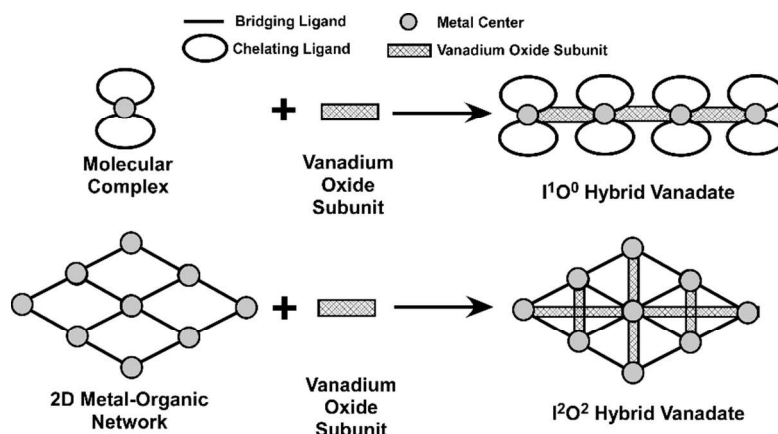 Bridging Ligand
Metal Center
Chelating Ligand
Vanadium Oxide Subunit
Molecular
Complex
Vanadium
Oxide
Subunit
I¹O⁰ Hybrid Vanadate
2D Metal-Organic
Network
Vanadium
Oxide
Subunit
I²O² Hybrid Vanadate